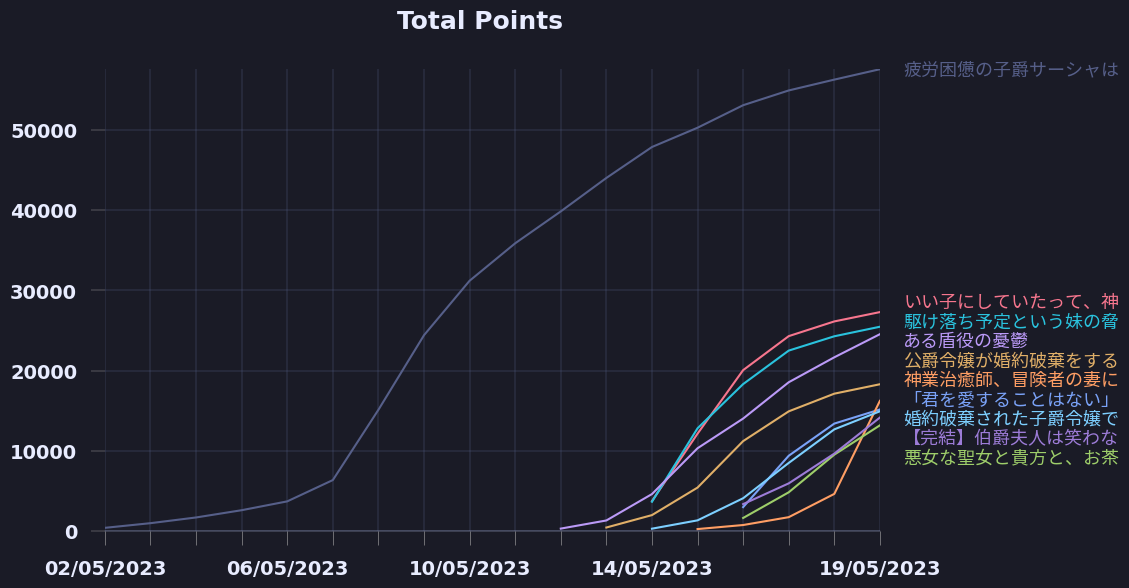 Total Points
50000
40000
30000
20000
10000
0
02/05/2023
06/05/2023
10/05/2023
14/05/2023
19/05/2023
疲労困憊の子爵サーシャは
いい子にしていたって、神
駆け落ち予定という妹の脅
ある盾役の憂鬱
公爵令嬢が婚約破棄をする
神業治癒師、冒険者の妻に
「君を愛することはない」
婚約破棄された子爵令嬢で
【完結】伯爵夫人は笑わな
悪女な聖女と貴方と、お茶